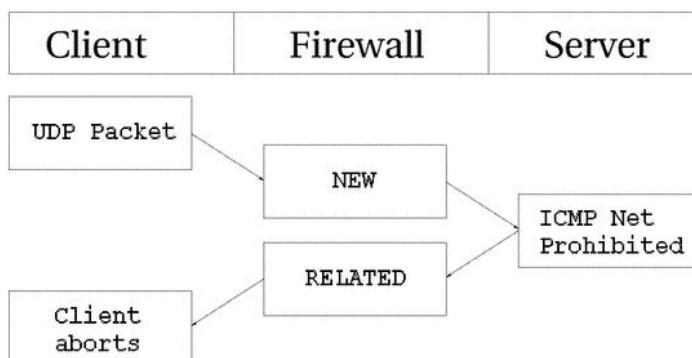 Client Firewall Server
UDP Packet
NEW
ICMP Net
Prohibited
RELATED
Client
aborts